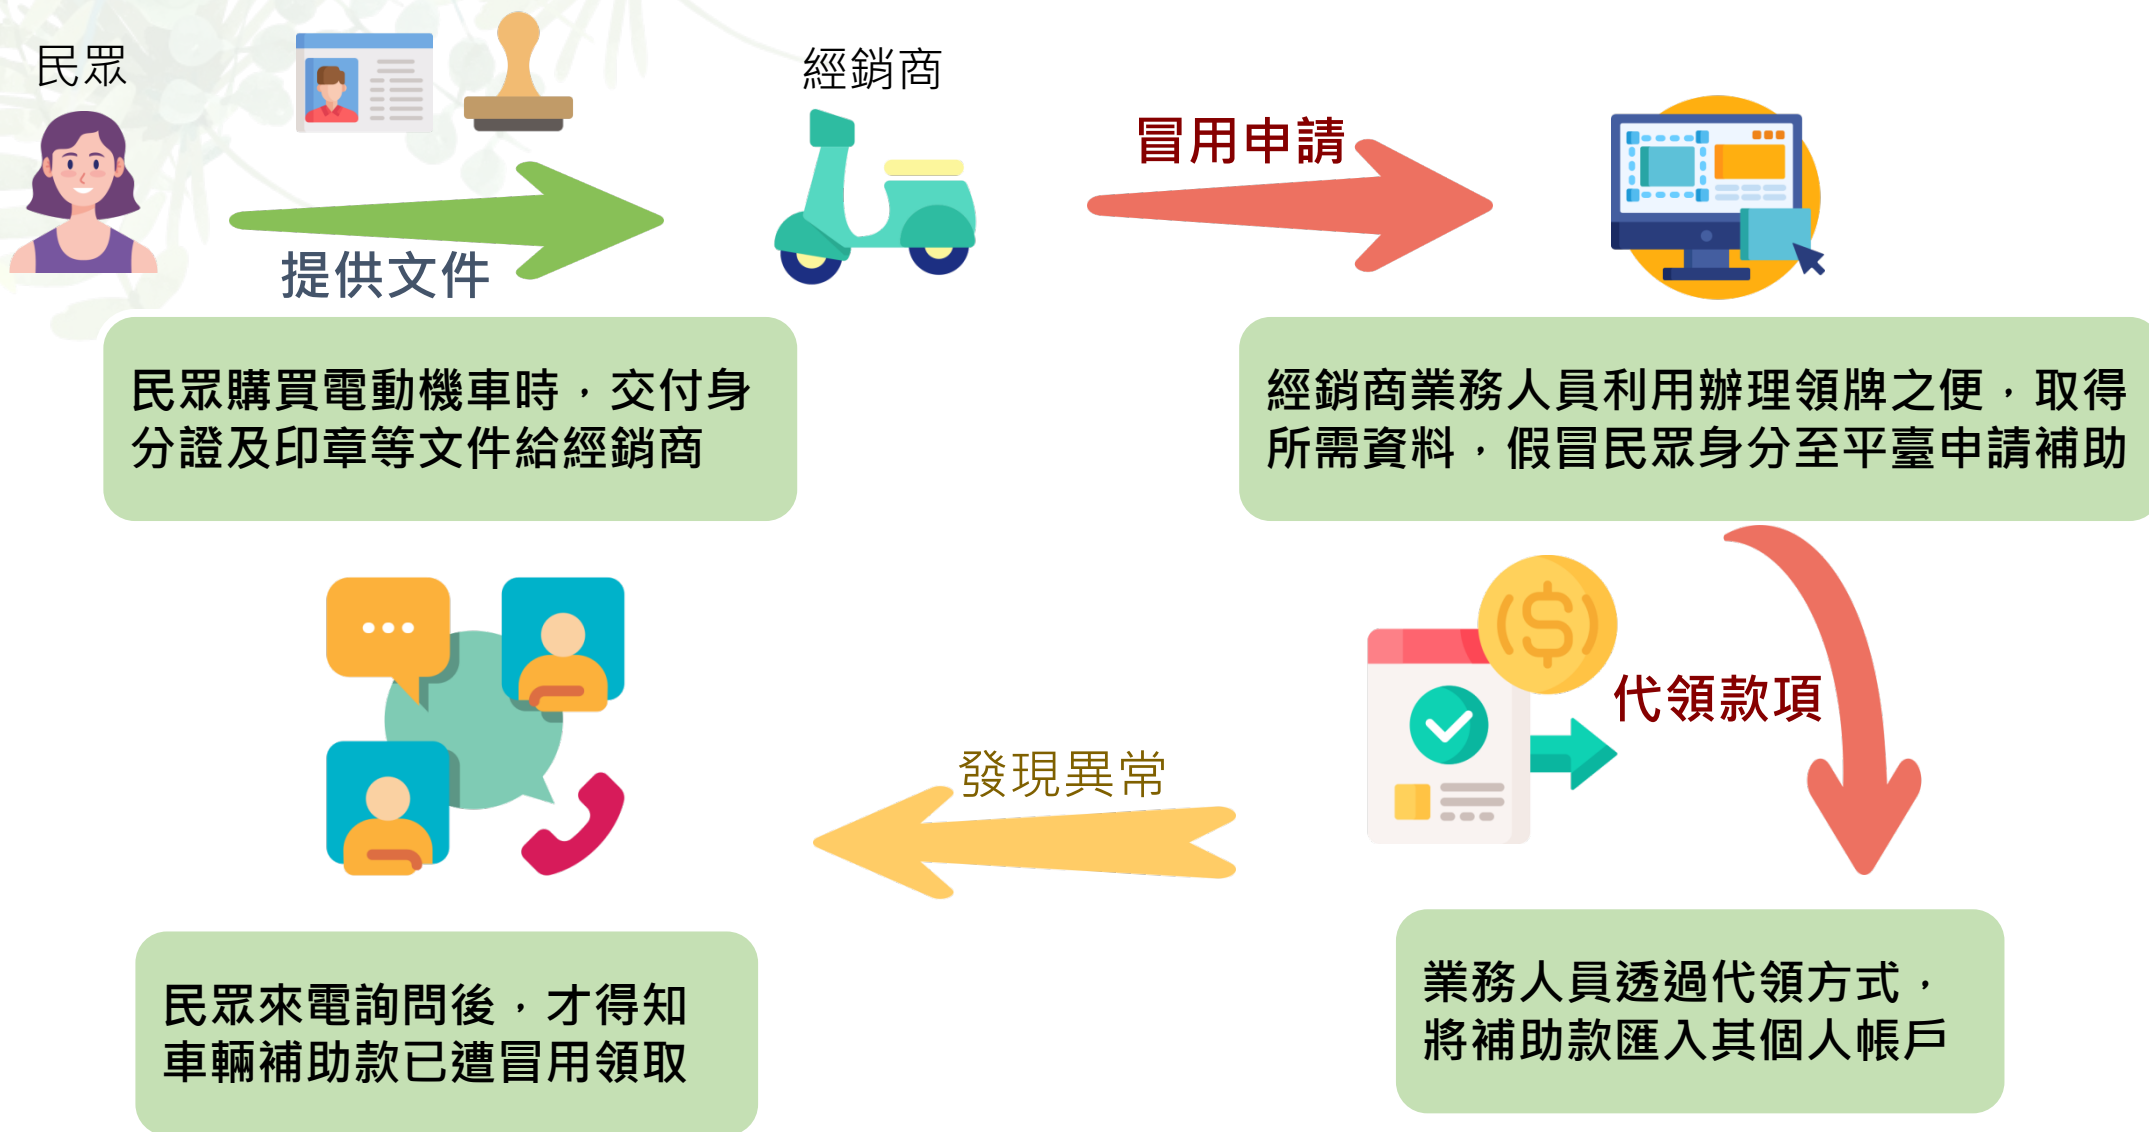 民眾
經銷商
冒用申請
提供文件
民眾購買電動機車時，交付身
分證及印章等文件給經銷商
經銷商業務人員利用辦理領牌之便，取得
所需資料，假冒民眾身分至平臺申請補助
代領款項
發現異常
業務人員透過代領方式，
將補助款匯入其個人帳戶
民眾來電詢問後，才得知
車輛補助款已遭冒用領取